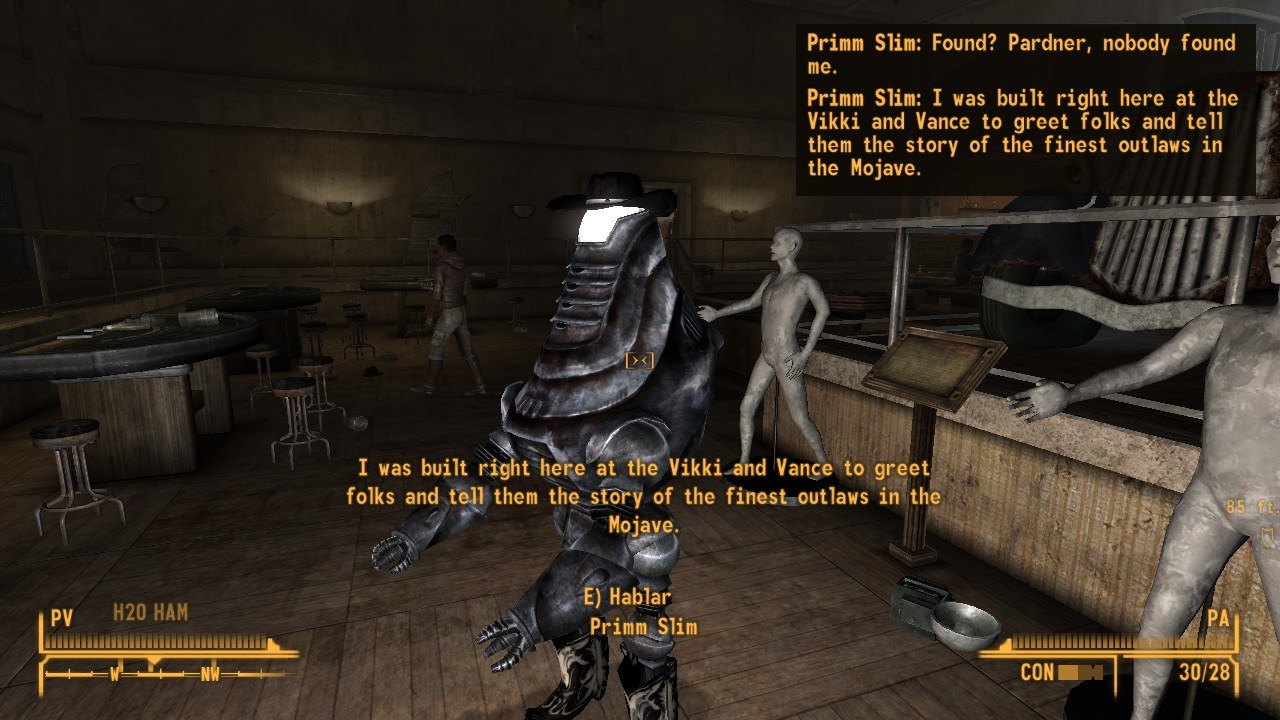 Primm Slim: Found? Pardner, nobody found
me.
Primm Slim: I was built right here at the
Vikki and Vance to greet folks and tell
them the story of the finest outlaws in
the Mojave.
I was built right here at the Vikki and Vance to greet
folks and tell them the story of the finest outlaws in the
Mojave.
85 ft.
E) Hablar
Primm Slim
PV
H2O HAM
W
NW
PA
CON
30/28